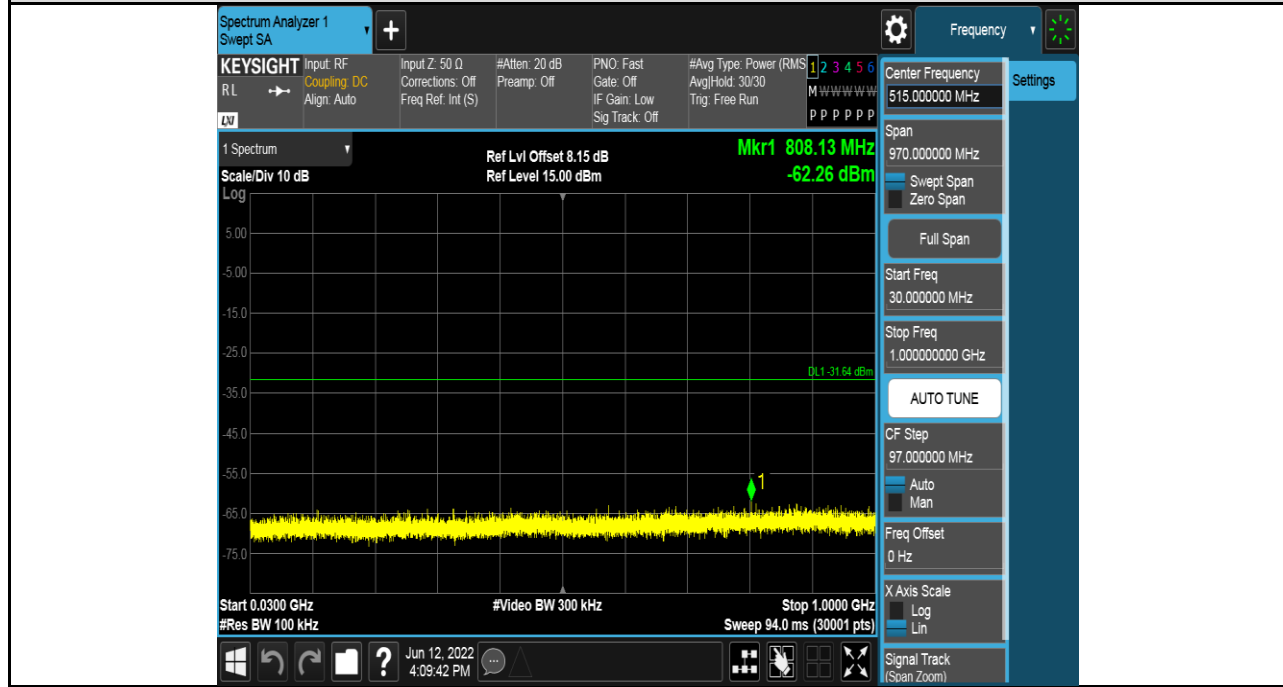 Spectrum Analyzer 1
Swept SA
+
Frequency
KEYSIGHT
RL
LXI
Input: RF
Coupling: DC
Align: Auto
Input Z: 50 Ω
Corrections: Off
Freq Ref: Int (S)
#Atten: 20 dB
Preamp: Off
PNO: Fast
Gate: Off
IF Gain: Low
Sig Track: Off
#Avg Type: Power (RMS
Avg|Hold: 30/30
Trig: Free Run
1 2 3 4 5 6
M W W W W W
P P P P P P
1 Spectrum
Scale/Div 10 dB
Log
Ref Lvl Offset 8.15 dB
Ref Level 15.00 dBm
Mkr1 808.13 MHz
-62.26 dBm
5.00
-5.00
-15.0
-25.0
DL1 -31.64 dBm
-35.0
-45.0
-55.0
1
-65.0
-75.0
Start 0.0300 GHz
#Res BW 100 kHz
#Video BW 300 kHz
Stop 1.0000 GHz
Sweep 94.0 ms (30001 pts)
?
Jun 12, 2022
4:09:42 PM
Center Frequency
515.000000 MHz
Settings
Span
970.000000 MHz
Swept Span
Zero Span
Full Span
Start Freq
30.000000 MHz
Stop Freq
1.000000000 GHz
AUTO TUNE
CF Step
97.000000 MHz
Auto
Man
Freq Offset
0 Hz
X Axis Scale
Log
Lin
Signal Track
(Span Zoom)